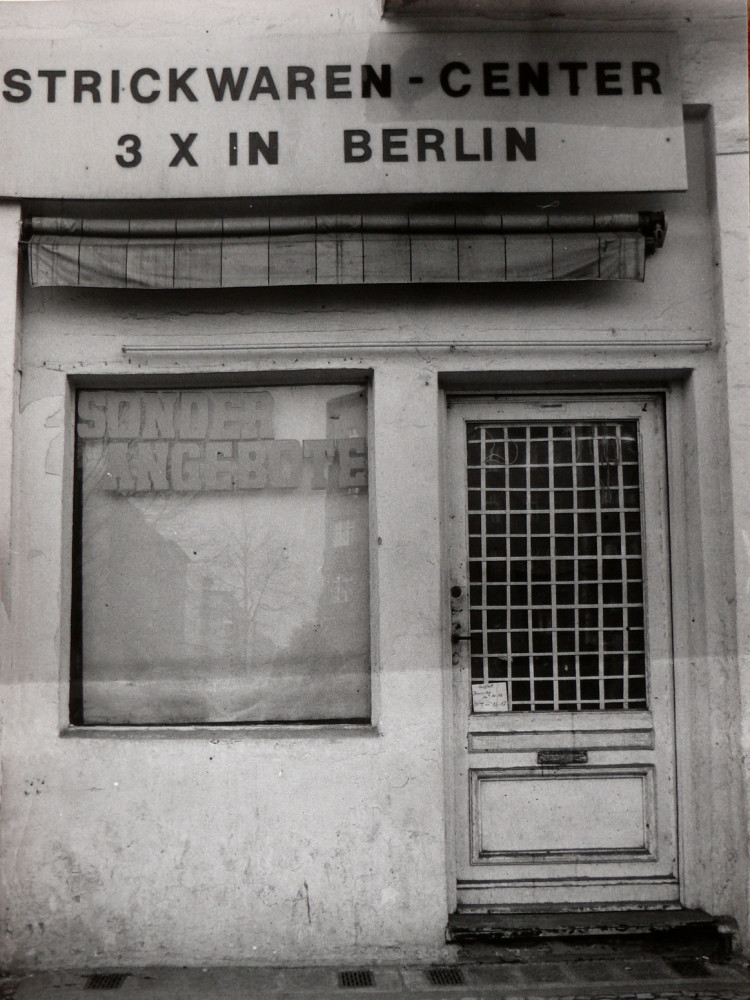 STRICKWAREN-CENTER
3 X IN BERLIN
SONDER
ANGEBOTE